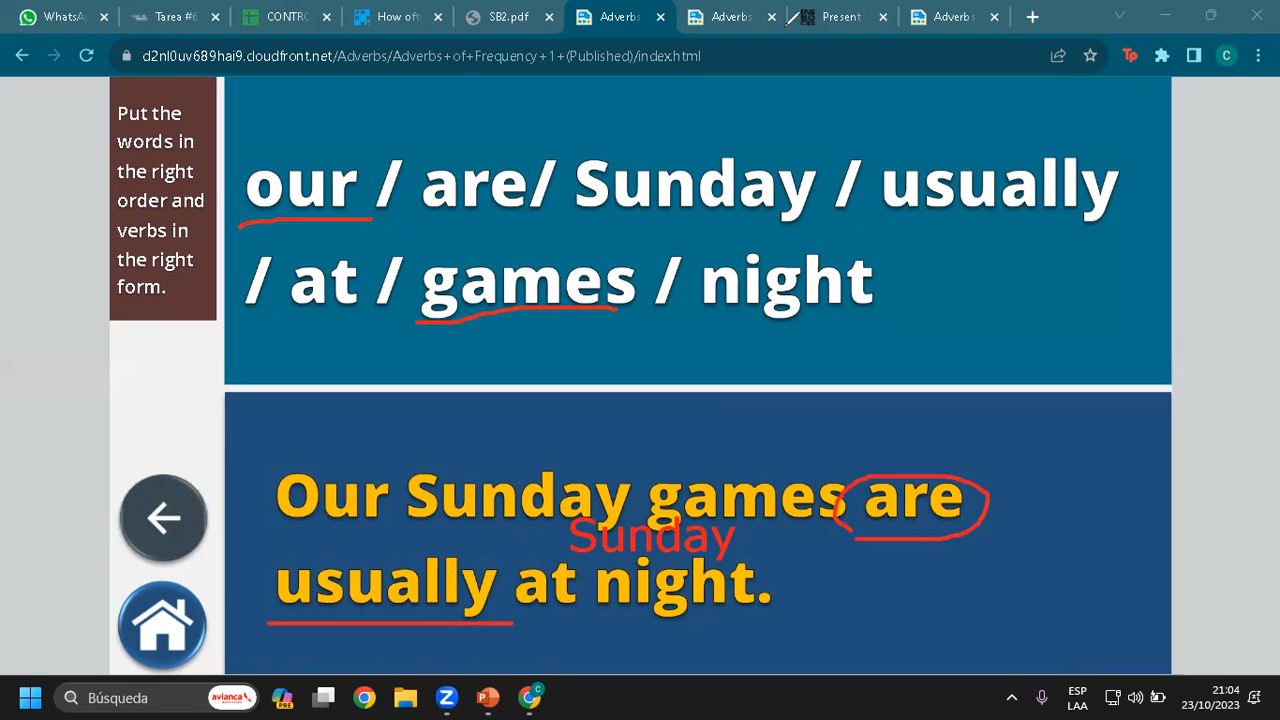 WhatsA
Tarea #6
CONTRC
How oft
SB2.pdf
Adverbs
Adverbs
Present
Adverbs
d2nl0uv689hai9.cloudfront.net/Adverbs/Adverbs+of+Frequency+1+(Published)/index.html
Tp
C
Put the
words in
the right
order and
verbs in
the right
form.
our / are/ Sunday / usually
/ at / games / night
Our Sunday games are
Sunday
usually at night.
Búsqueda
avianca
PRE
LAA
21:04
23/10/2023